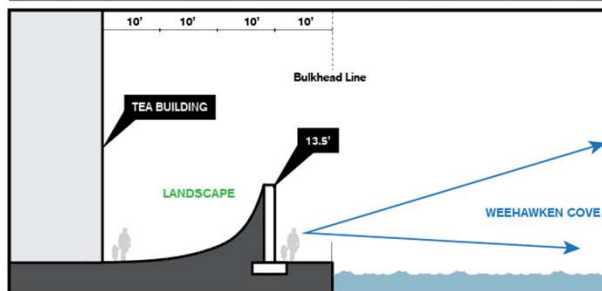 10' 10' 10' 10'
Bulkhead Line
TEA BUILDING
13.5'
LANDSCAPE
WEEHAWKEN COVE